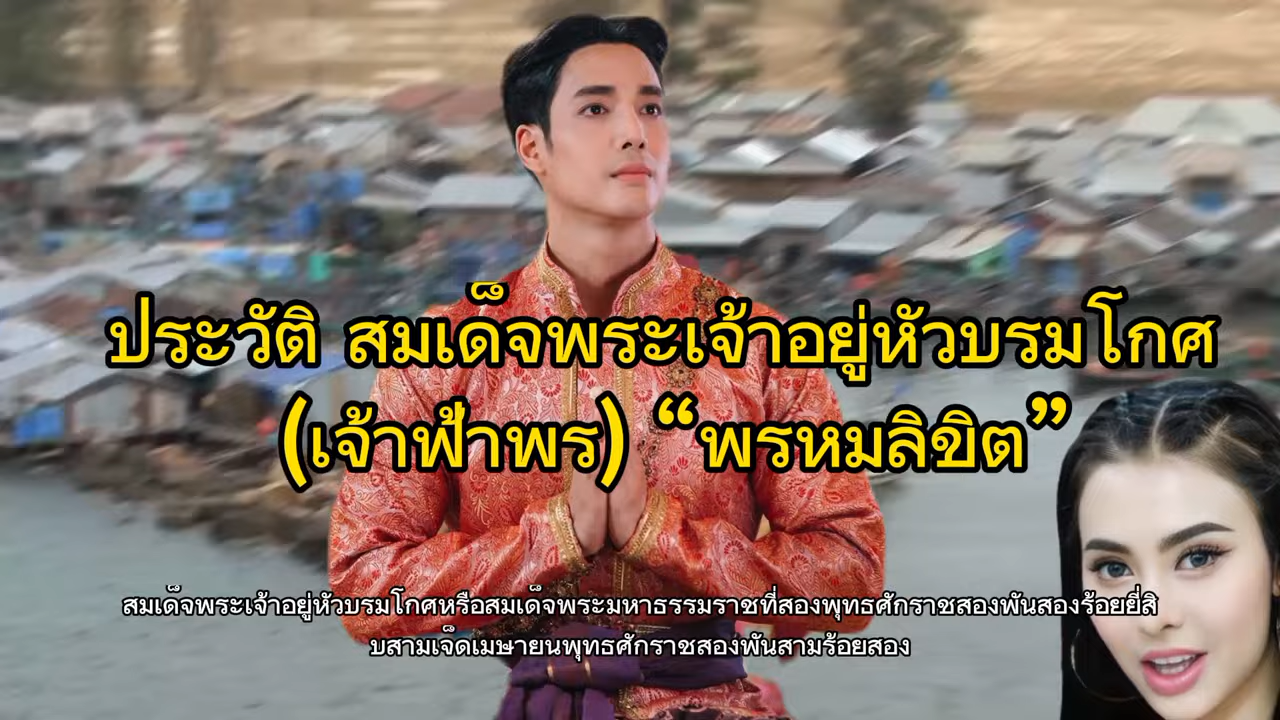 ประวัติ สมเด็จพระเจ้าอยู่หัวบรมโกศ
(เจ้าฟ้าพร) “พรหมลิขิต”
สมเด็จพระเจ้าอยู่หัวบรมโกศหรือสมเด็จพระมหาธรรมราชที่สองพุทธศักราชสองพันสองร้อยยี่สิ
บสามเจ็ดเมษายนพุทธศักราชสองพันสามร้อยสอง